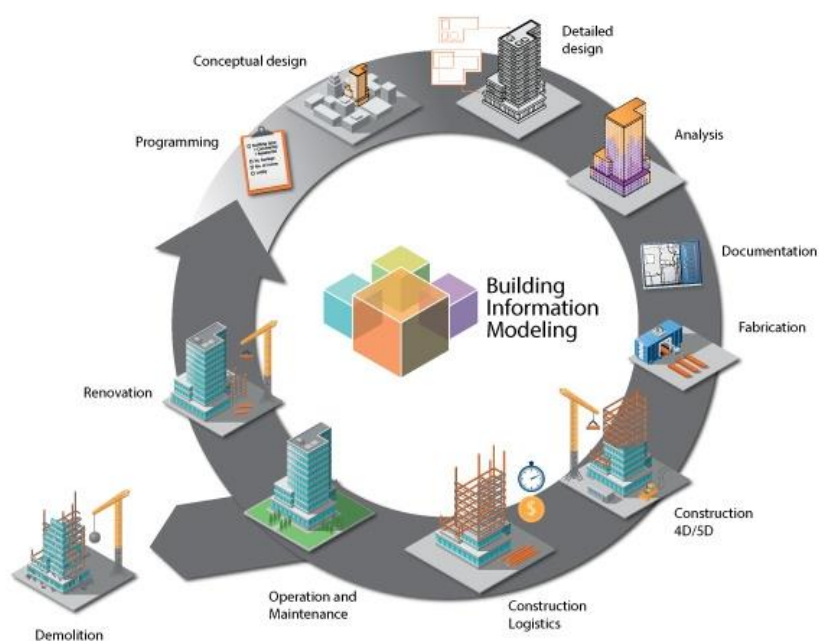 Detailed
design
Conceptual design
Programming
Analysis
Documentation
Building
Information
Modeling
Fabrication
Renovation
Construction
4D/5D
$
Operation and
Maintenance
Construction
Logistics
Demolition